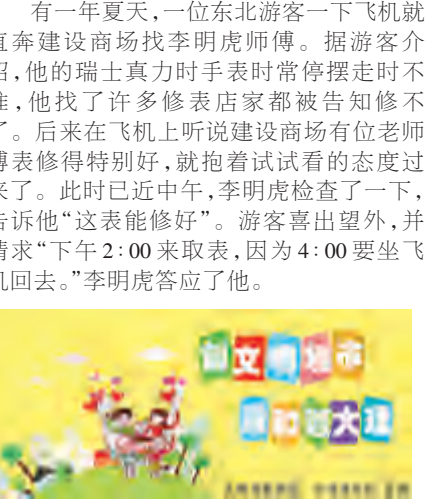 有一年夏天,一位东北游客一下飞机就
直奔建设商场找李明虎师傅。据游客介
绍,他的瑞士真力时手表时常停摆走时不
准,他找了许多修表店家都被告知修不
了。后来在飞机上听说建设商场有位老师
傅表修得特别好,就抱着试试看的态度过
来了。此时已近中午,李明虎检查了一下,
告诉他“这表能修好”。游客喜出望外,并
请求“下午2:00来取表,因为4:00要坐飞
机回去。”李明虎答应了他。
创文明城市
大建